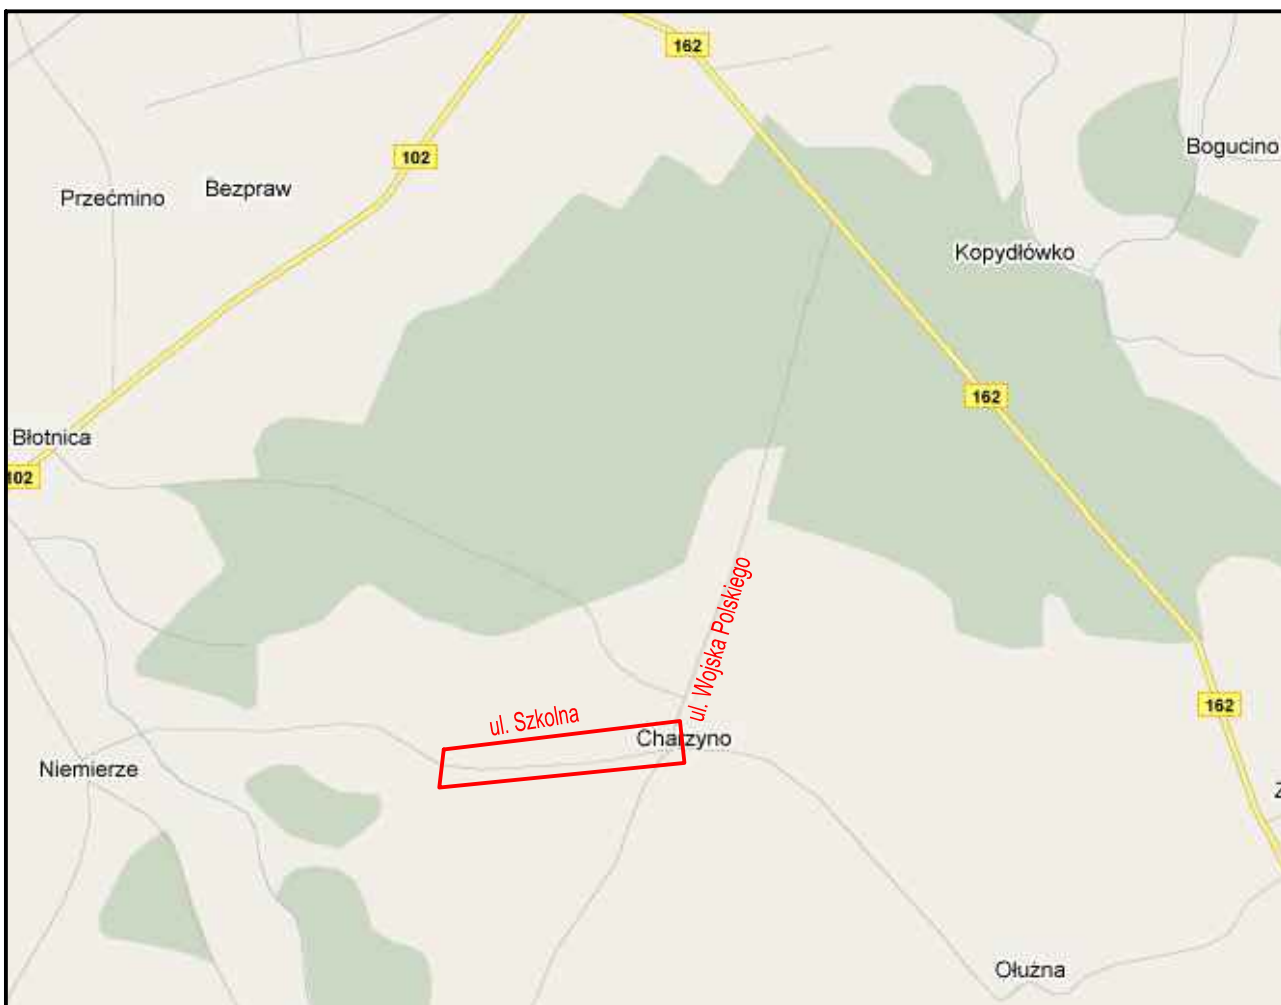 162
102
Bogucino
Bezpraw
Przećmino
Kopydłówko
162
Błotnica
102
ul. Wojska Polskiego
162
ul. Szkolna
Charzyno
Niemierze
Z
Ołużna